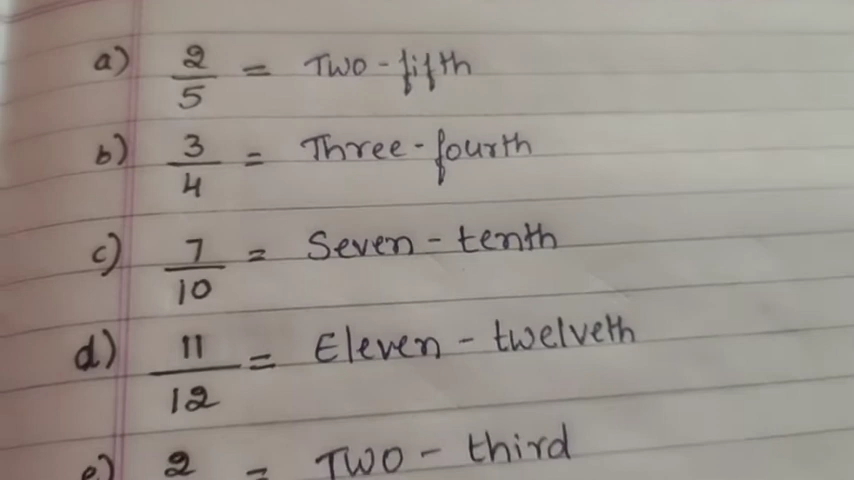 a) 2/5 = Two-fifth
b) 3/4 = Three-fourth
c) 7/10 = Seven-tenth
d) 11/12 = Eleven-twelveth
e) 2 = Two-third